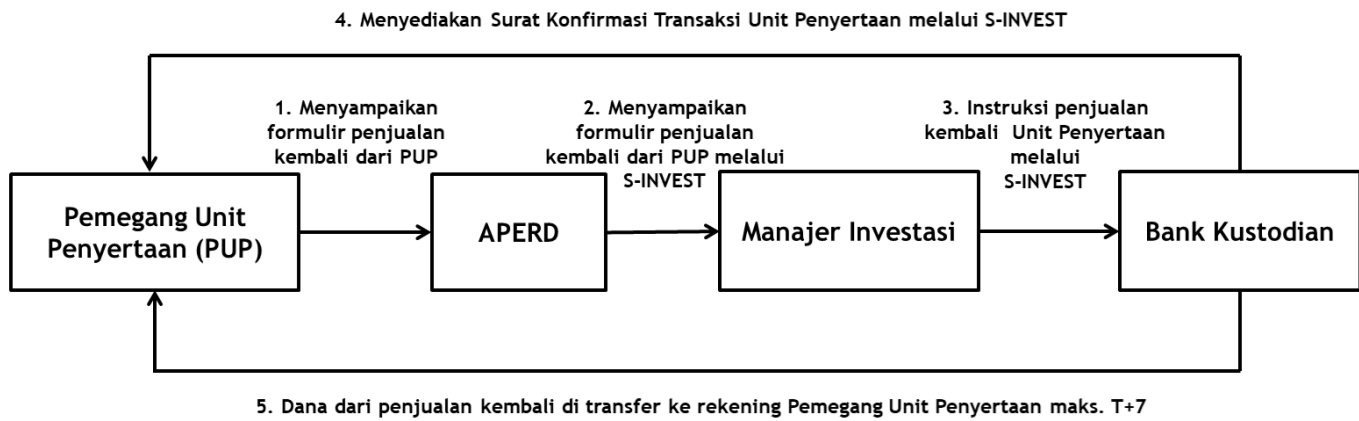 4. Menyediakan Surat Konfirmasi Transaksi Unit Penyertaan melalui S-INVEST
1. Menyampaikan
formulir penjualan
kembali dari PUP
2. Menyampaikan
formulir penjualan
kembali dari PUP melalui
S-INVEST
3. Instruksi penjualan
kembali Unit Penyertaan
melalui
S-INVEST
Pemegang Unit
Penyertaan (PUP)
APERD
Manajer Investasi
Bank Kustodian
5. Dana dari penjualan kembali di transfer ke rekening Pemegang Unit Penyertaan maks. T+7